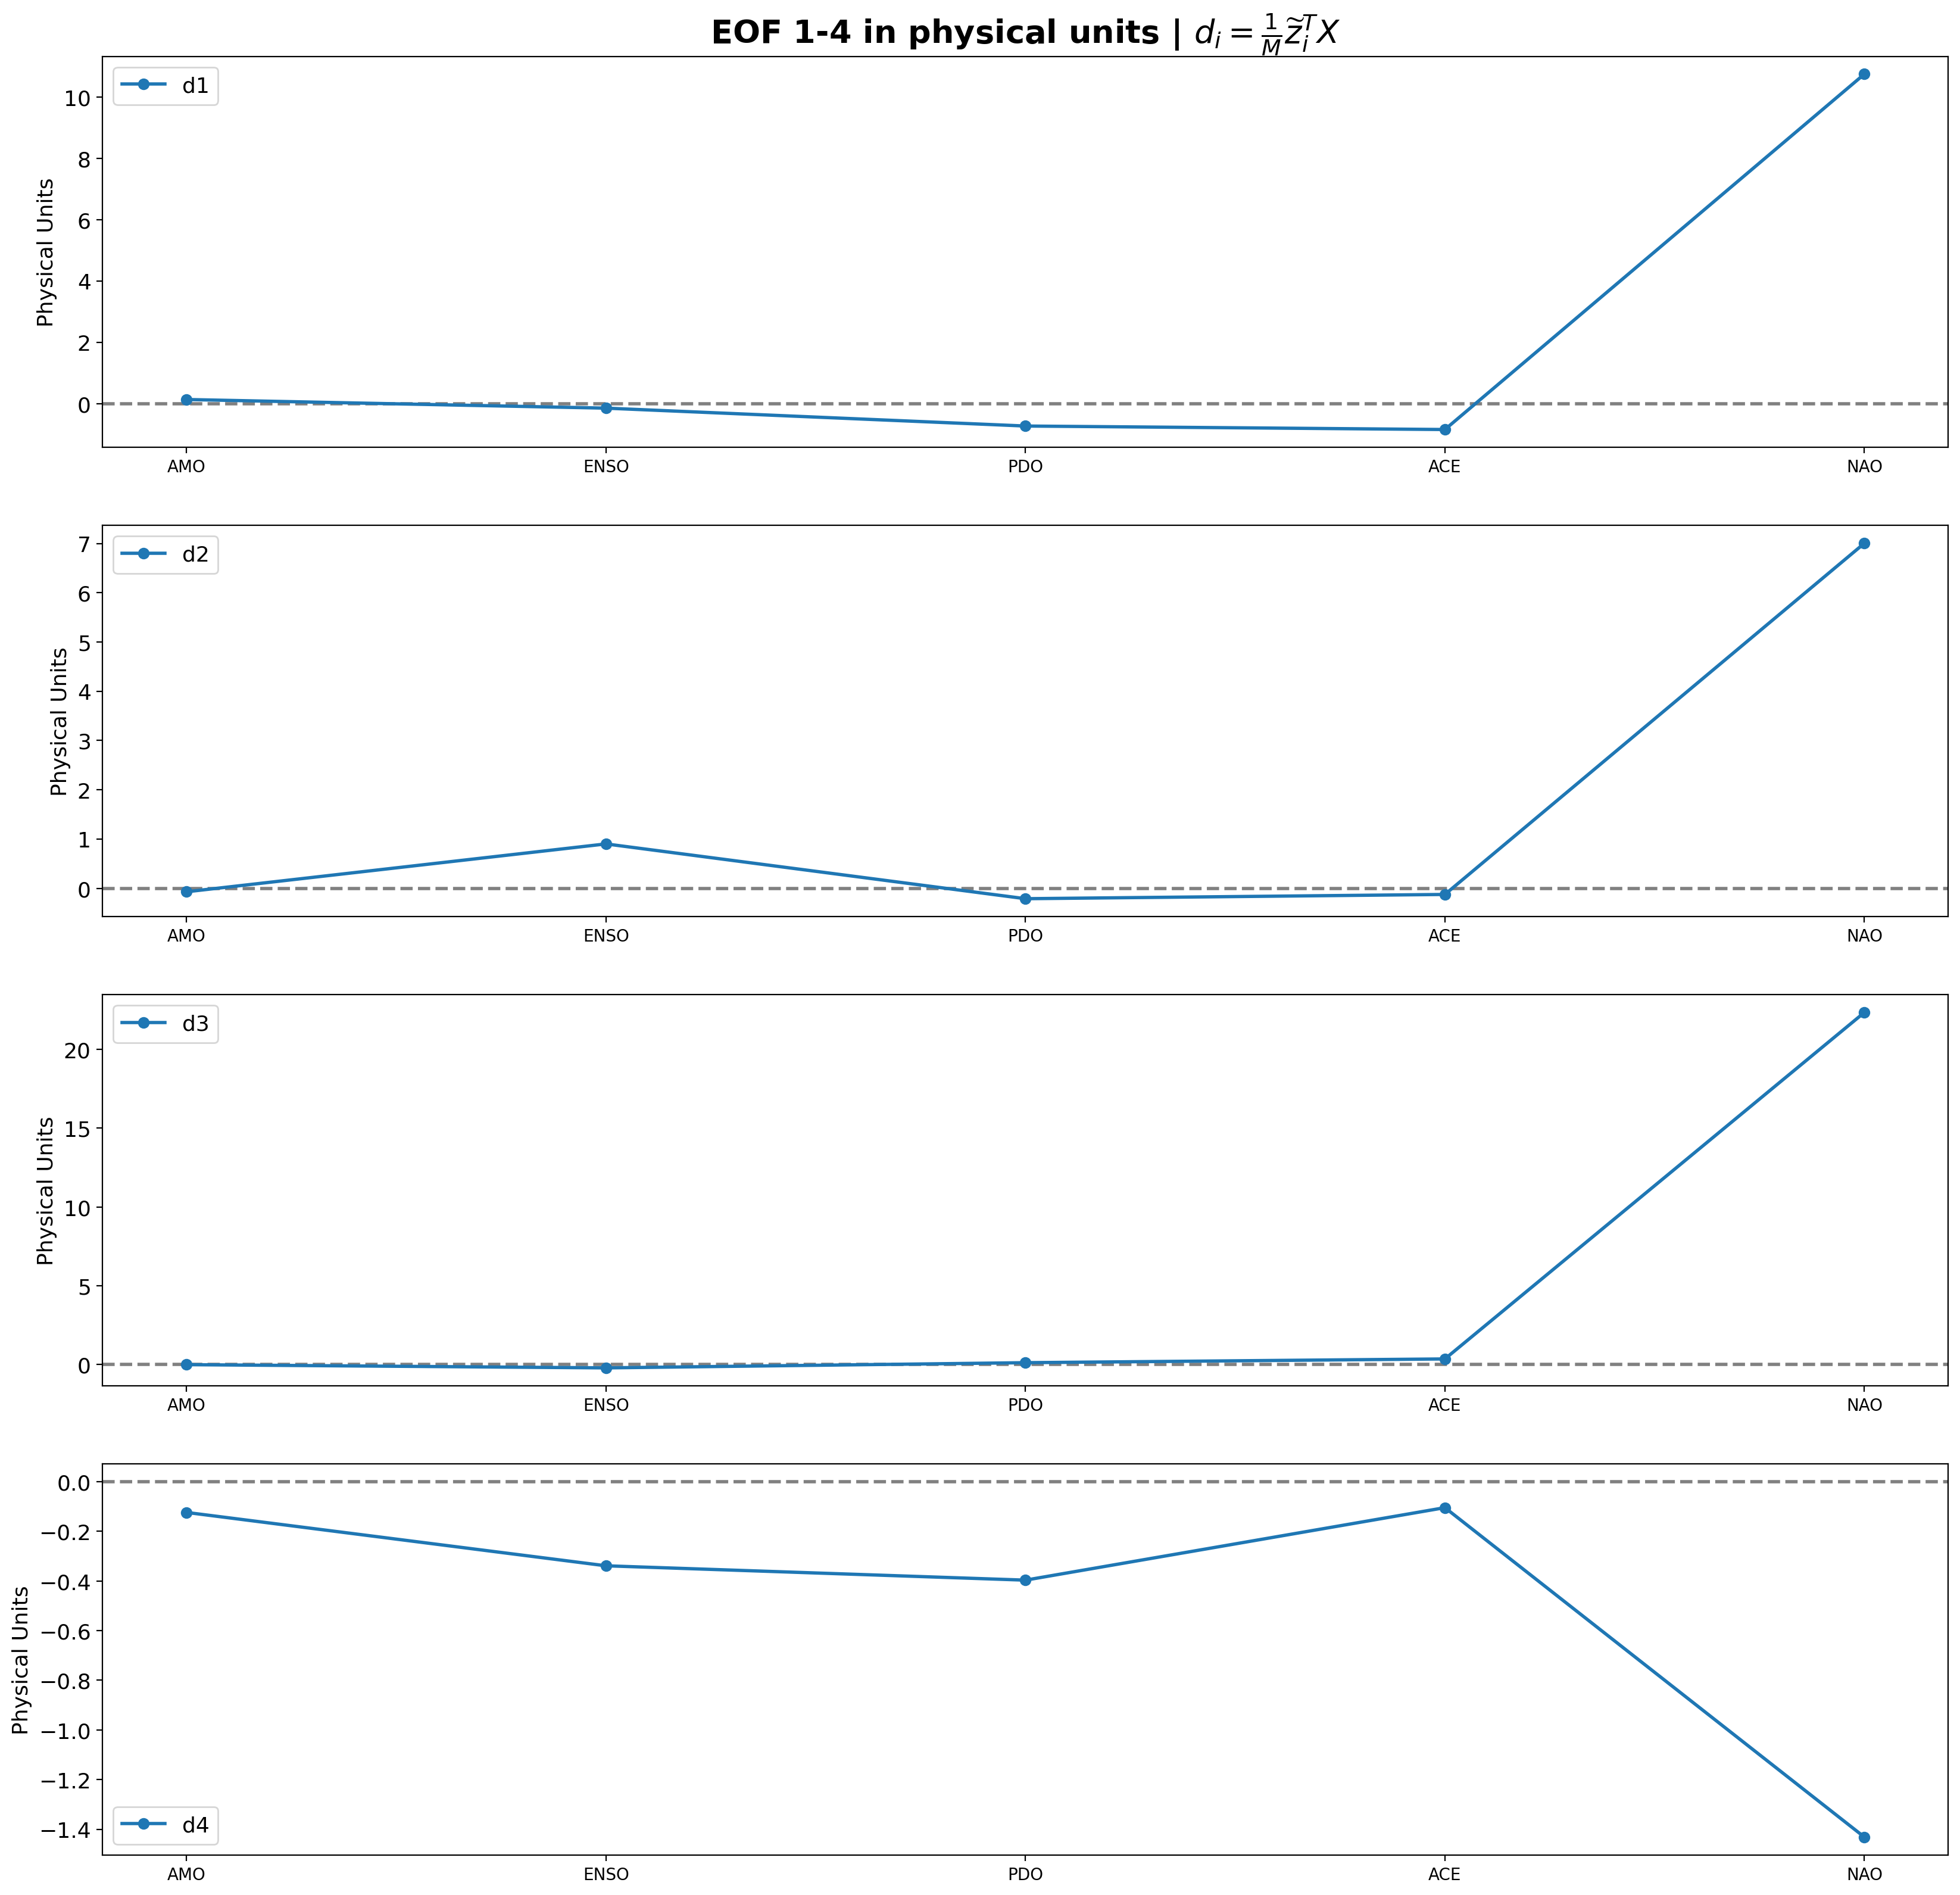 EOF 1-4 in physical units | $d_i = \frac{1}{M} \widetilde{z}_i^T X$
d1
Physical Units
10
8
6
4
2
0
AMO ENSO PDO ACE NAO
d2
Physical Units
7
6
5
4
3
2
1
0
AMO ENSO PDO ACE NAO
d3
Physical Units
20
15
10
5
0
AMO ENSO PDO ACE NAO
Physical Units
0.0
−0.2
−0.4
−0.6
−0.8
−1.0
−1.2
−1.4
d4
AMO ENSO PDO ACE NAO